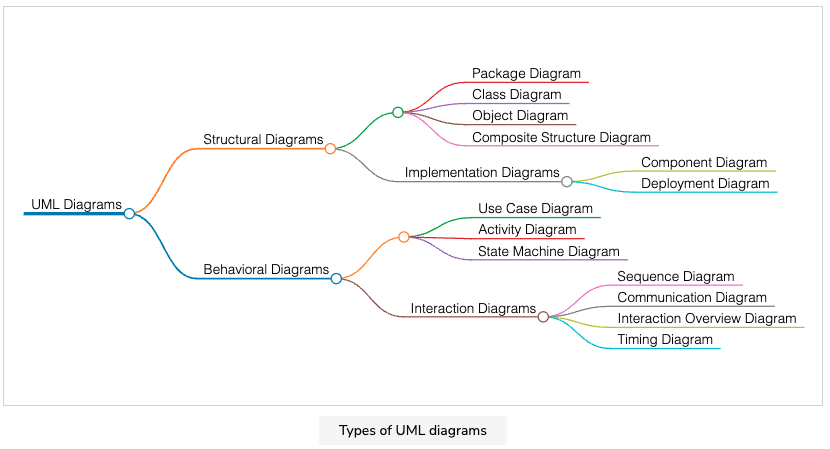 UML Diagrams
Structural Diagrams
Package Diagram
Class Diagram
Object Diagram
Composite Structure Diagram
Implementation Diagrams
Component Diagram
Deployment Diagram
Behavioral Diagrams
Use Case Diagram
Activity Diagram
State Machine Diagram
Interaction Diagrams
Sequence Diagram
Communication Diagram
Interaction Overview Diagram
Timing Diagram
Types of UML diagrams